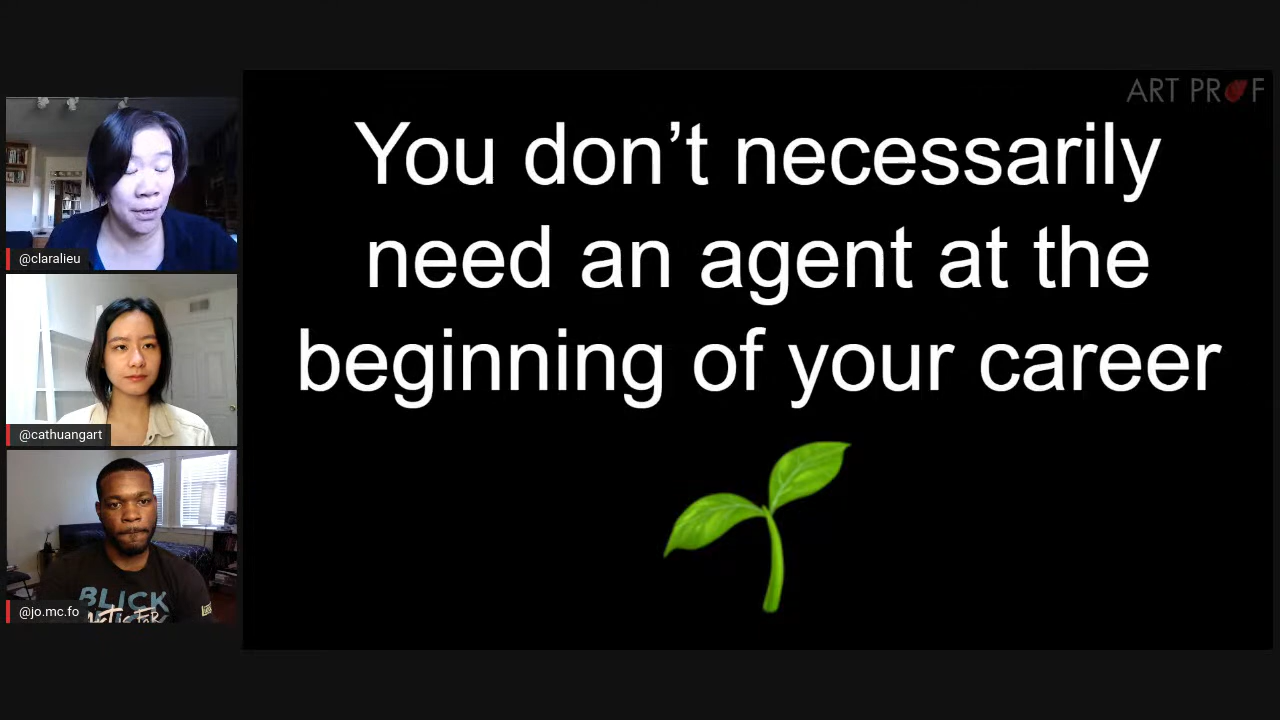 ART PROF
You don't necessarily
need an agent at the
beginning of your career
@claralieu
@cathuangart
@jo.mc.fo
BLICK